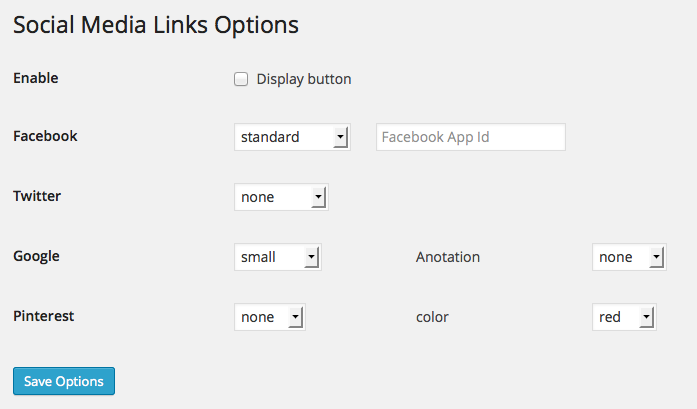 Social Media Links Options
Enable Display button
Facebook standard Facebook App Id
Twitter none
Google small Anotation none
Pinterest none color red
Save Options